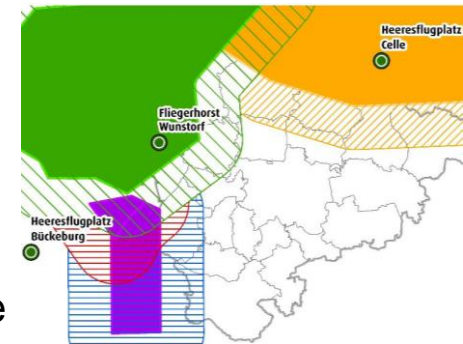 Heeresflugplatz
Celle
Fliegerhorst
Wunstorf
Heeresflugplatz
Bückeburg
e